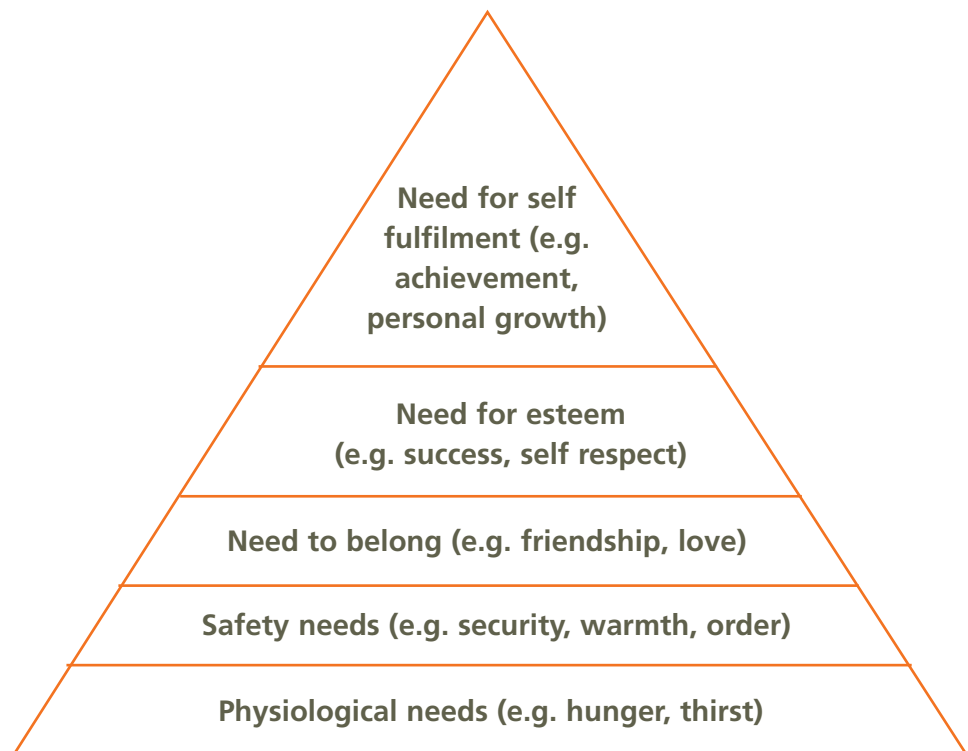 Need for self
fulfilment (e.g.
achievement,
personal growth)
Need for esteem
(e.g. success, self respect)
Need to belong (e.g. friendship, love)
Safety needs (e.g. security, warmth, order)
Physiological needs (e.g. hunger, thirst)